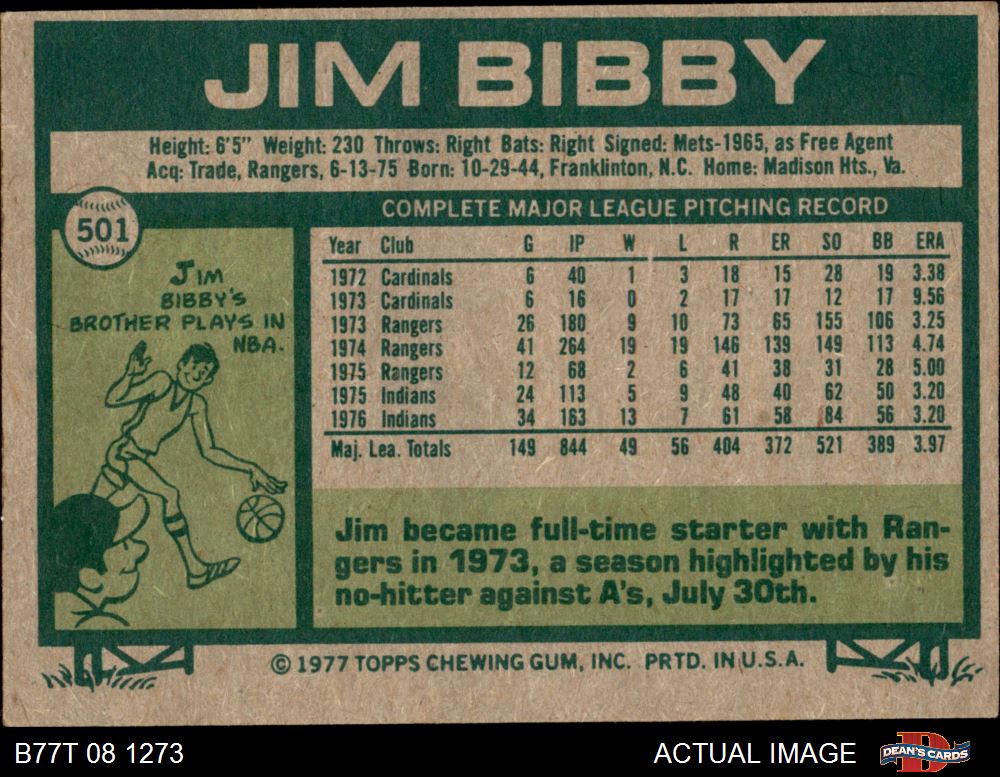 JIM BIBBY
Height: 6'5" Weight: 230 Throws: Right Bats: Right Signed: Mets-1965, as Free Agent
Acq: Trade, Rangers, 6-13-75 Born: 10-29-44, Franklinton, N.C. Home: Madison Hts., Va.
501
JIM
BIBBY'S
BROTHER PLAYS IN
NBA.
COMPLETE MAJOR LEAGUE PITCHING RECORD
Year Club G IP W L R ER SO BB ERA
1972 Cardinals 6 40 1 3 18 15 28 19 3.38
1973 Cardinals 6 16 0 2 17 17 12 17 9.56
1973 Rangers 26 180 9 10 73 65 155 106 3.25
1974 Rangers 41 264 19 19 146 139 149 113 4.74
1975 Rangers 12 68 2 6 41 38 31 28 5.00
1975 Indians 24 113 5 9 48 40 62 50 3.20
1976 Indians 34 163 13 7 61 58 84 56 3.20
Maj. Lea. Totals 149 844 49 56 404 372 521 389 3.97
Jim became full-time starter with Ran-
gers in 1973, a season highlighted by his
no-hitter against A's, July 30th.
© 1977 TOPPS CHEWING GUM, INC. PRTD. IN U.S.A.
B77T 08 1273
ACTUAL IMAGE
D
DEAN'S CARDS